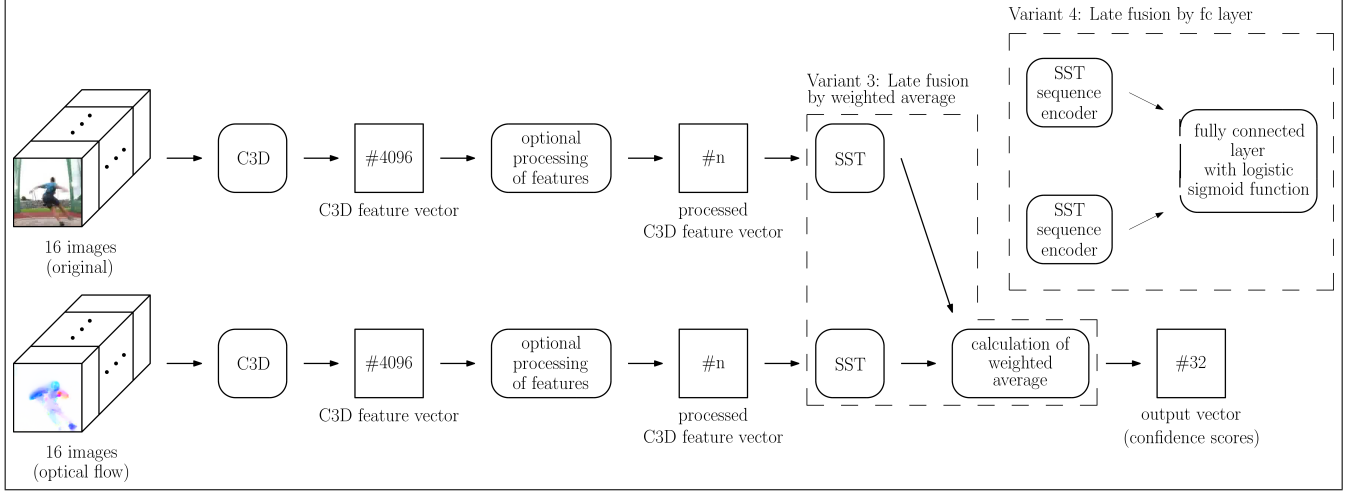 Variant 4: Late fusion by fc layer
SST
sequence
encoder
fully connected
layer
with logistic
sigmoid function
SST
sequence
encoder
Variant 3: Late fusion
by weighted average
C3D
#4096
optional
processing
of features
#n
SST
C3D feature vector
processed
C3D feature vector
16 images
(original)
C3D
#4096
optional
processing
of features
#n
SST
calculation of
weighted
average
#32
C3D feature vector
processed
C3D feature vector
output vector
(confidence scores)
16 images
(optical flow)